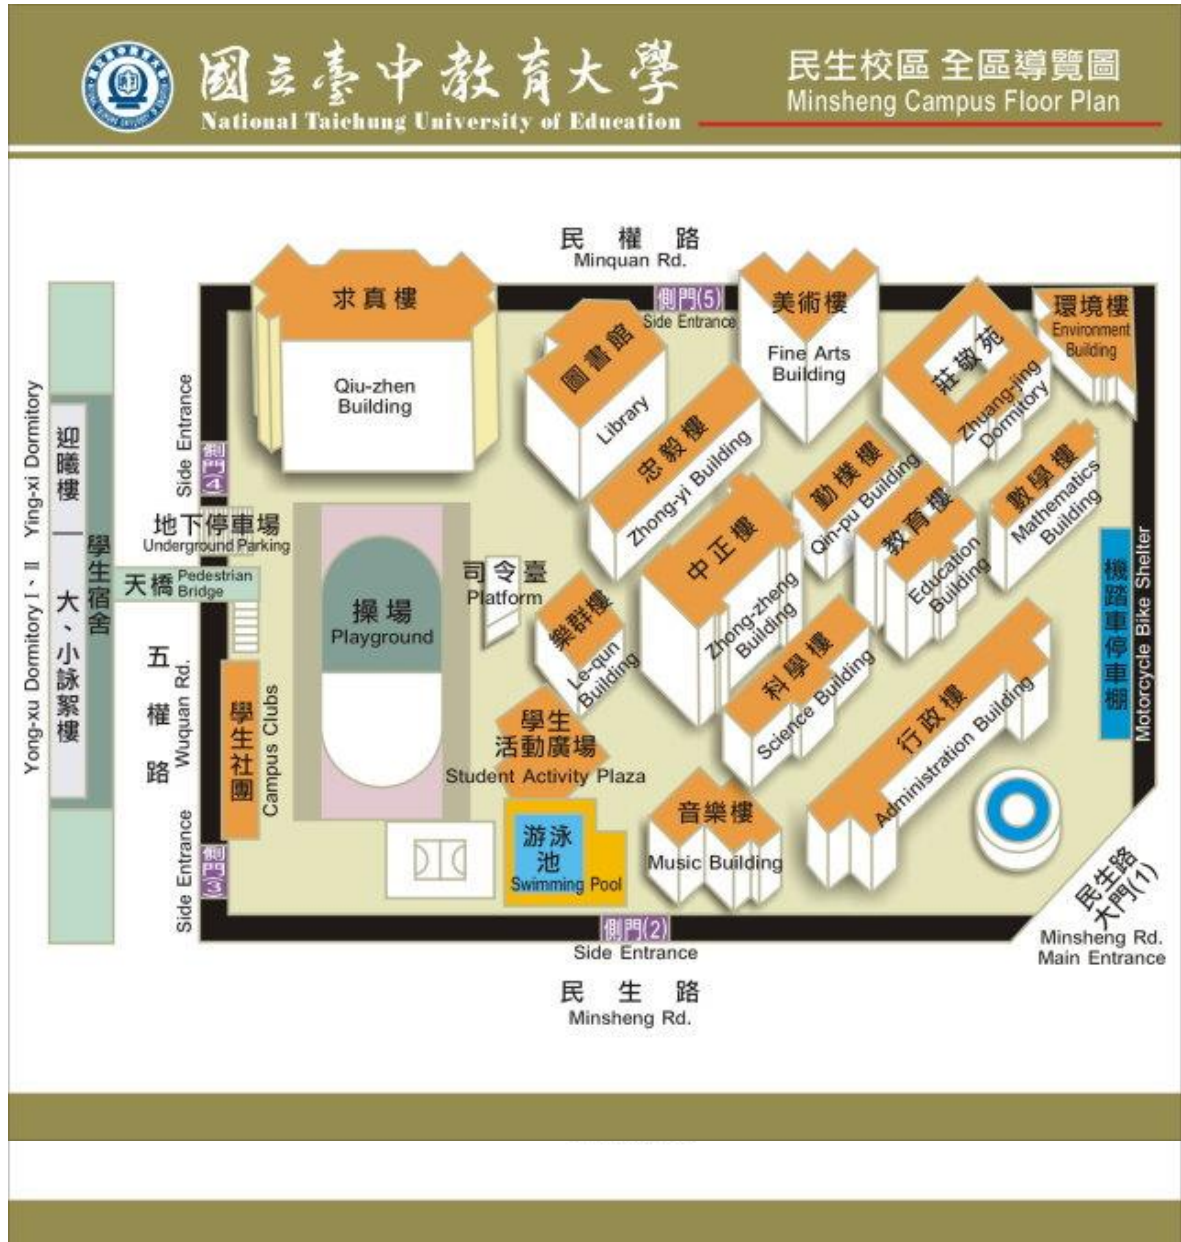 國立臺中教育大學
National Taichung University of Education
民生校區 全區導覽圖
Minsheng Campus Floor Plan
民權路
Minquan Rd.
求真樓
Qiu-zhen
Building
圖書館
Library
側門(5)
Side Entrance
美術樓
Fine Arts
Building
莊敬苑
Zhuang-jing
Dormitory
環境樓
Environment
Building
忠毅樓
Zhong-yi Building
勤樸樓
Qin-pu Building
教育樓
Education
Building
數學樓
Mathematics
Building
中正樓
Zhong-zheng
Building
Side Entrance
側門(4)
地下停車場
Underground Parking
天橋
Pedestrian
Bridge
Ying-xi Dormitory
迎曦樓
學生宿舍
Yong-xu Dormitory I、II
大、小詠絮樓
操場
Playground
司令臺
Platform
樂群樓
Le-qun
Building
科學樓
Science Building
行政樓
Administration Building
機踏車停車棚
Motorcycle Bike Shelter
五權路
Wuquan Rd.
學生社團
Campus Clubs
學生
活動廣場
Student Activity Plaza
游泳
池
Swimming Pool
音樂樓
Music Building
Side Entrance
側門(3)
側門(2)
Side Entrance
民生路
大門(1)
Minsheng Rd.
Main Entrance
民生路
Minsheng Rd.